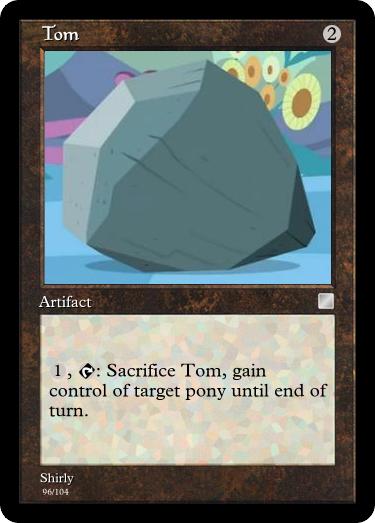 Tom 2
Artifact
1 , : Sacrifice Tom, gain
control of target pony until end of
turn.
Shirly
96/104